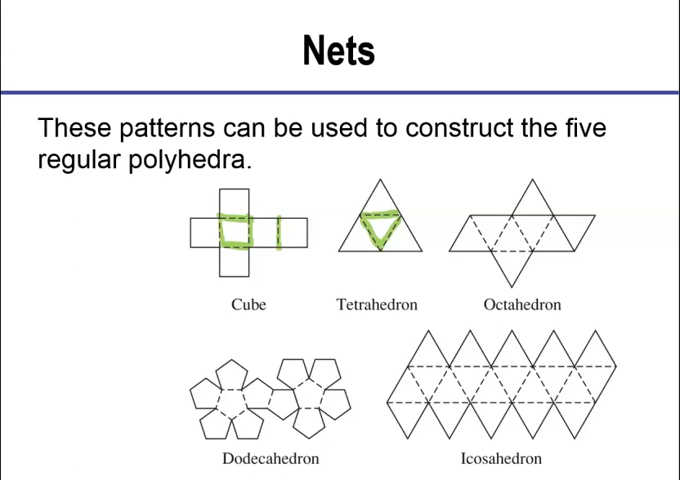 Nets
These patterns can be used to construct the five
regular polyhedra.
Cube
Tetrahedron
Octahedron
Dodecahedron
Icosahedron